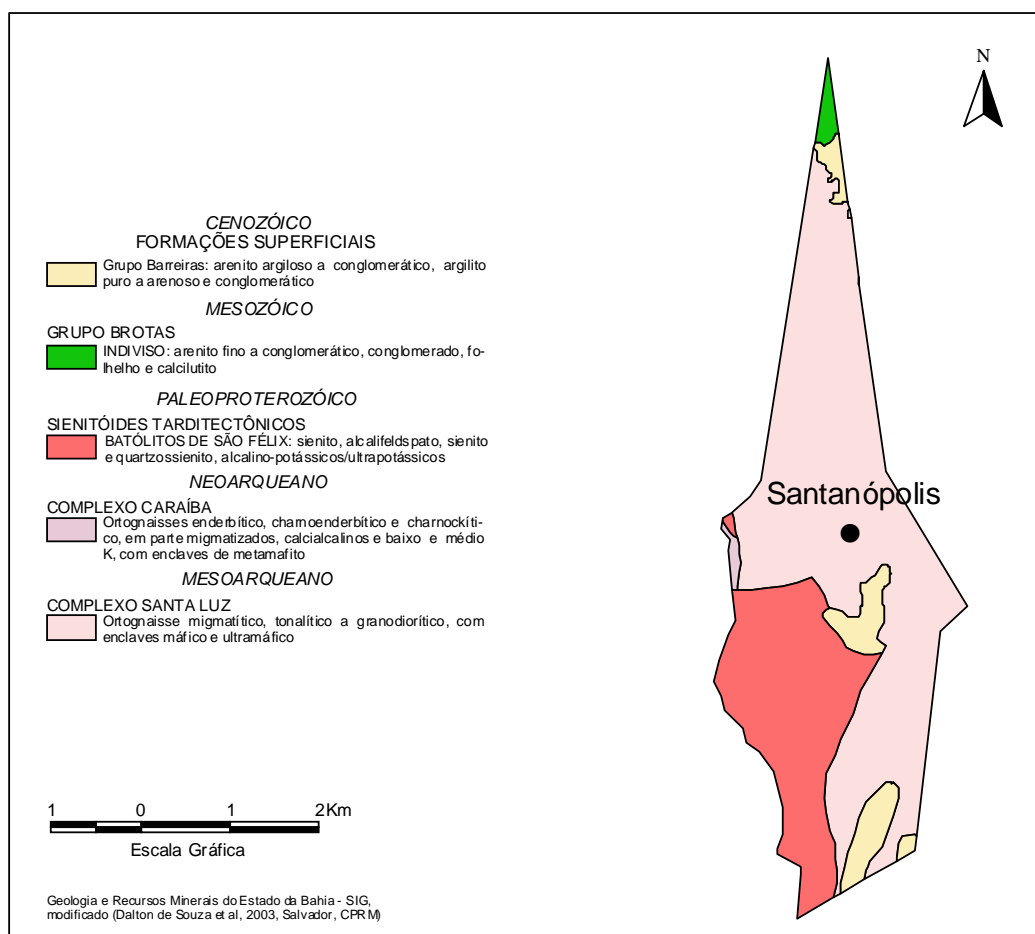 CENOZÓICO
FORMAÇÕES SUPERFICIAIS
Grupo Barreiras: arenito argiloso a conglomerático, argilito
puro a arenoso e conglomerático
MESOZÓICO
GRUPO BROTAS
INDIVISO: arenito fino a conglomerático, conglomerado, fo-
lhelho e calcilutito
PALEOPROTEROZÓICO
SIENITÓIDES TARDITECTÔNICOS
BATÓLITOS DE SÃO FÉLIX: sienito, alcalifeldspato, sienito
e quartzossienito, alcalino-potássicos/ultrapotássicos
NEOARQUEANO
COMPLEXO CARAÍBA
Ortognaisses enderbítico, charnoenderbítico e charnockíti-
co, em parte migmatizados, calcialcalinos e baixo e médio
K, com enclaves de metamafito
MESOARQUEANO
COMPLEXO SANTA LUZ
Ortognaisse migmatítico, tonalítico a granodiorítico, com
enclaves máfico e ultramáfico
1 0 1 2Km
Escala Gráfica
Geologia e Recursos Minerais do Estado da Bahia - SIG,
modificado (Dalton de Souza et al, 2003, Salvador, CPRM)
N
Santanópolis